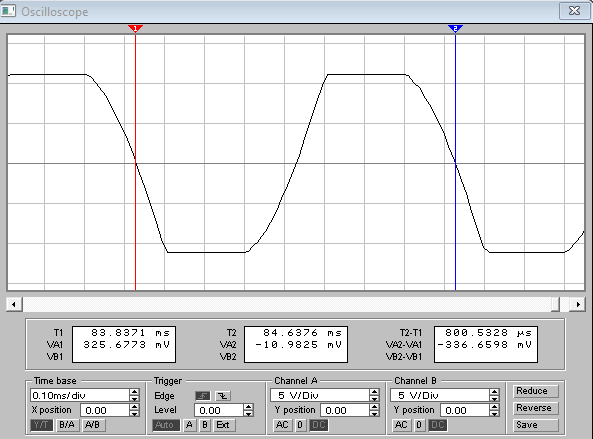 Oscilloscope
1 2
T1 83.8371 ms T2 84.6376 ms T2-T1 800.5328 µs
VA1 325.6773 mV VA2 -10.9825 mV VA2-VA1 -336.6598 mV
VB1 VB2 VB2-VB1
Time base Trigger Channel A Channel B
0.10ms/div Edge 5 V/Div 5 V/Div Reduce
X position 0.00 Level 0.00 Y position 0.00 Y position 0.00 Reverse
Y/T B/A A/B Auto A B Ext AC 0 DC AC 0 DC Save